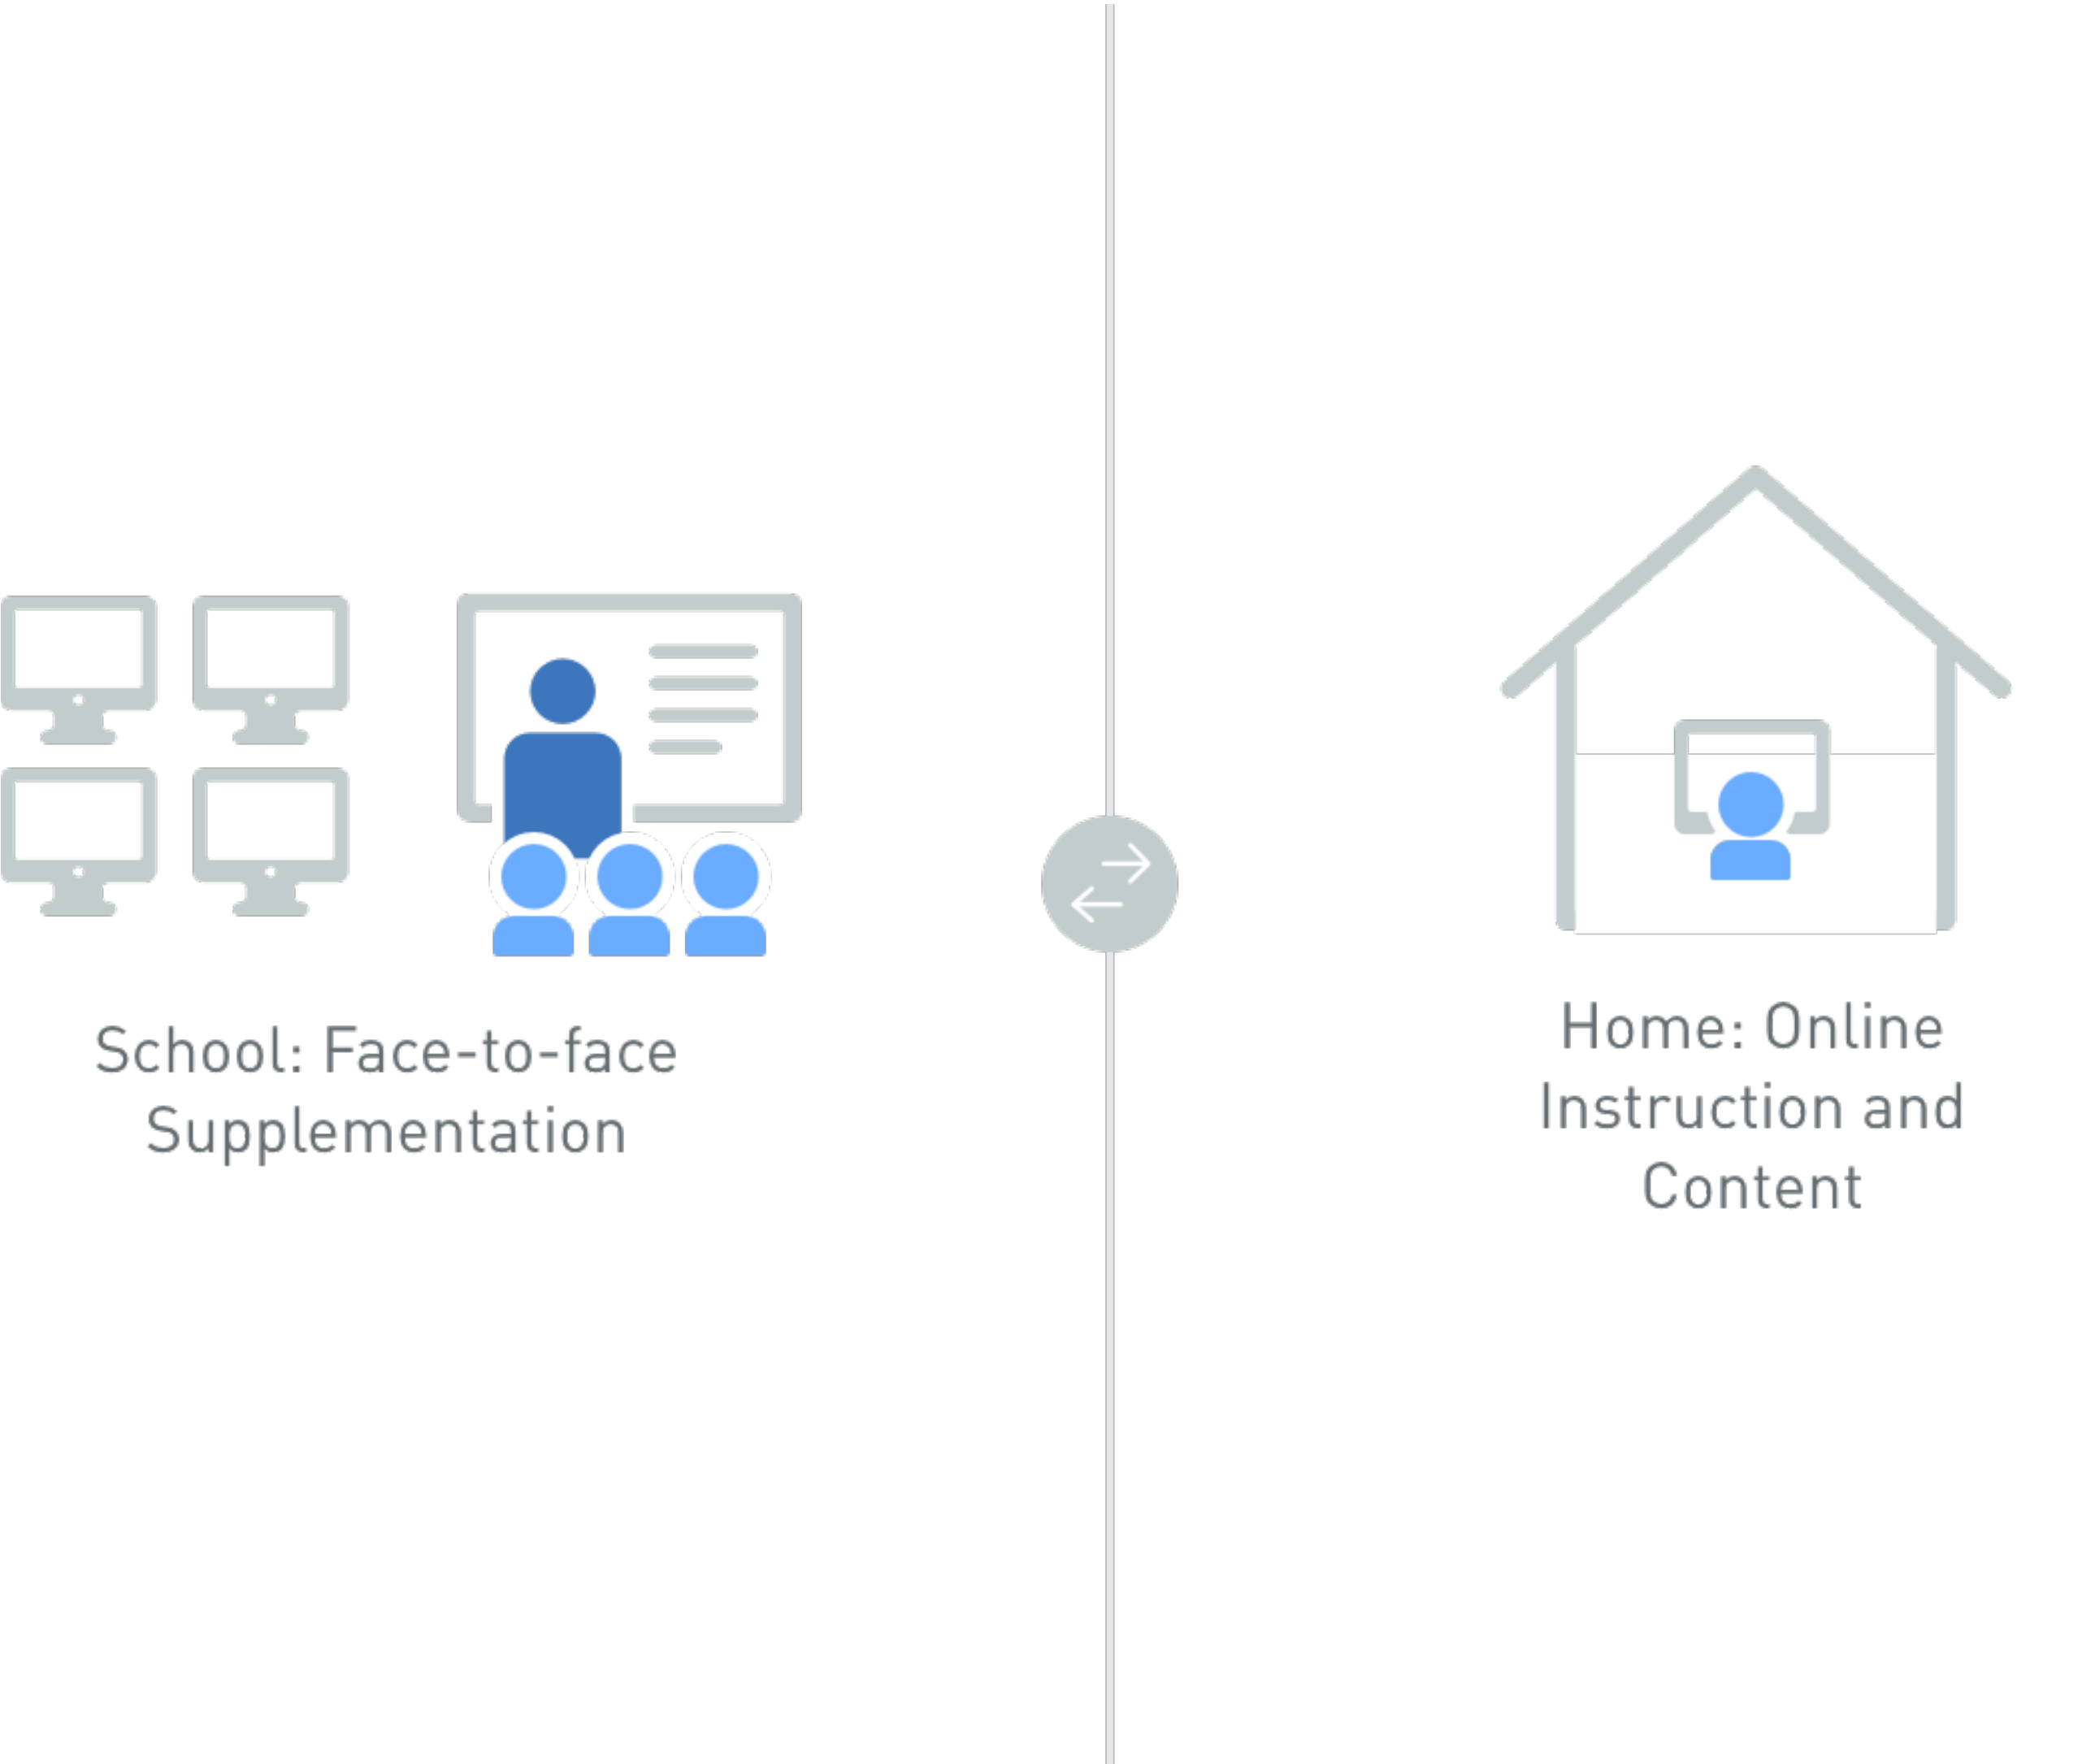 School: Face-to-face
Supplementation
Home: Online
Instruction and
Content